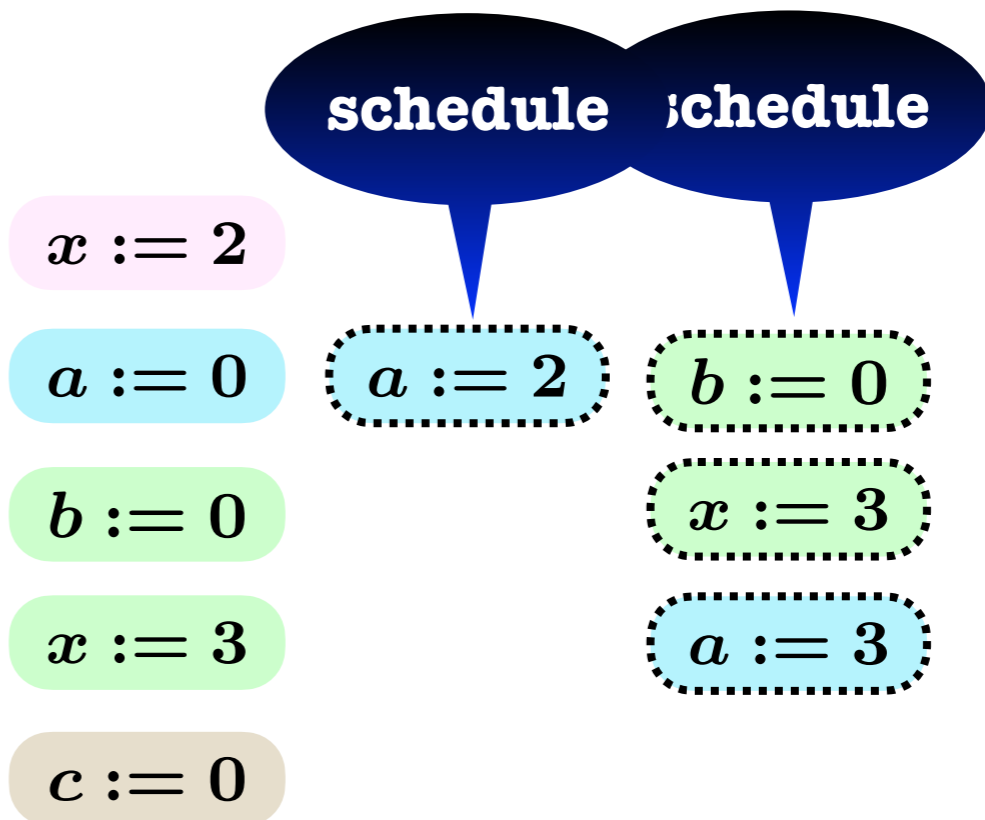 schedule
schedule
x := 2
a := 0
a := 2
b := 0
b := 0
x := 3
x := 3
a := 3
c := 0